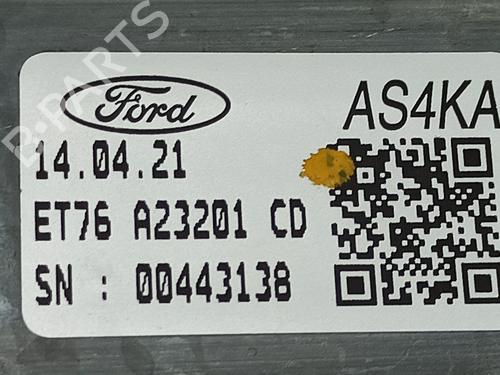 B-PARTS
Ford
AS4KA
14.04.21
ET76 A23201 CD
SN : 00443138